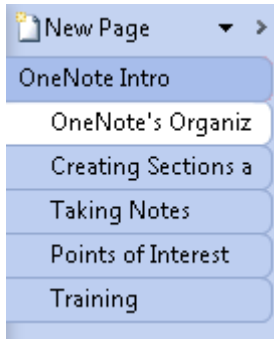 New Page
OneNote Intro
OneNote's Organiz
Creating Sections a
Taking Notes
Points of Interest
Training